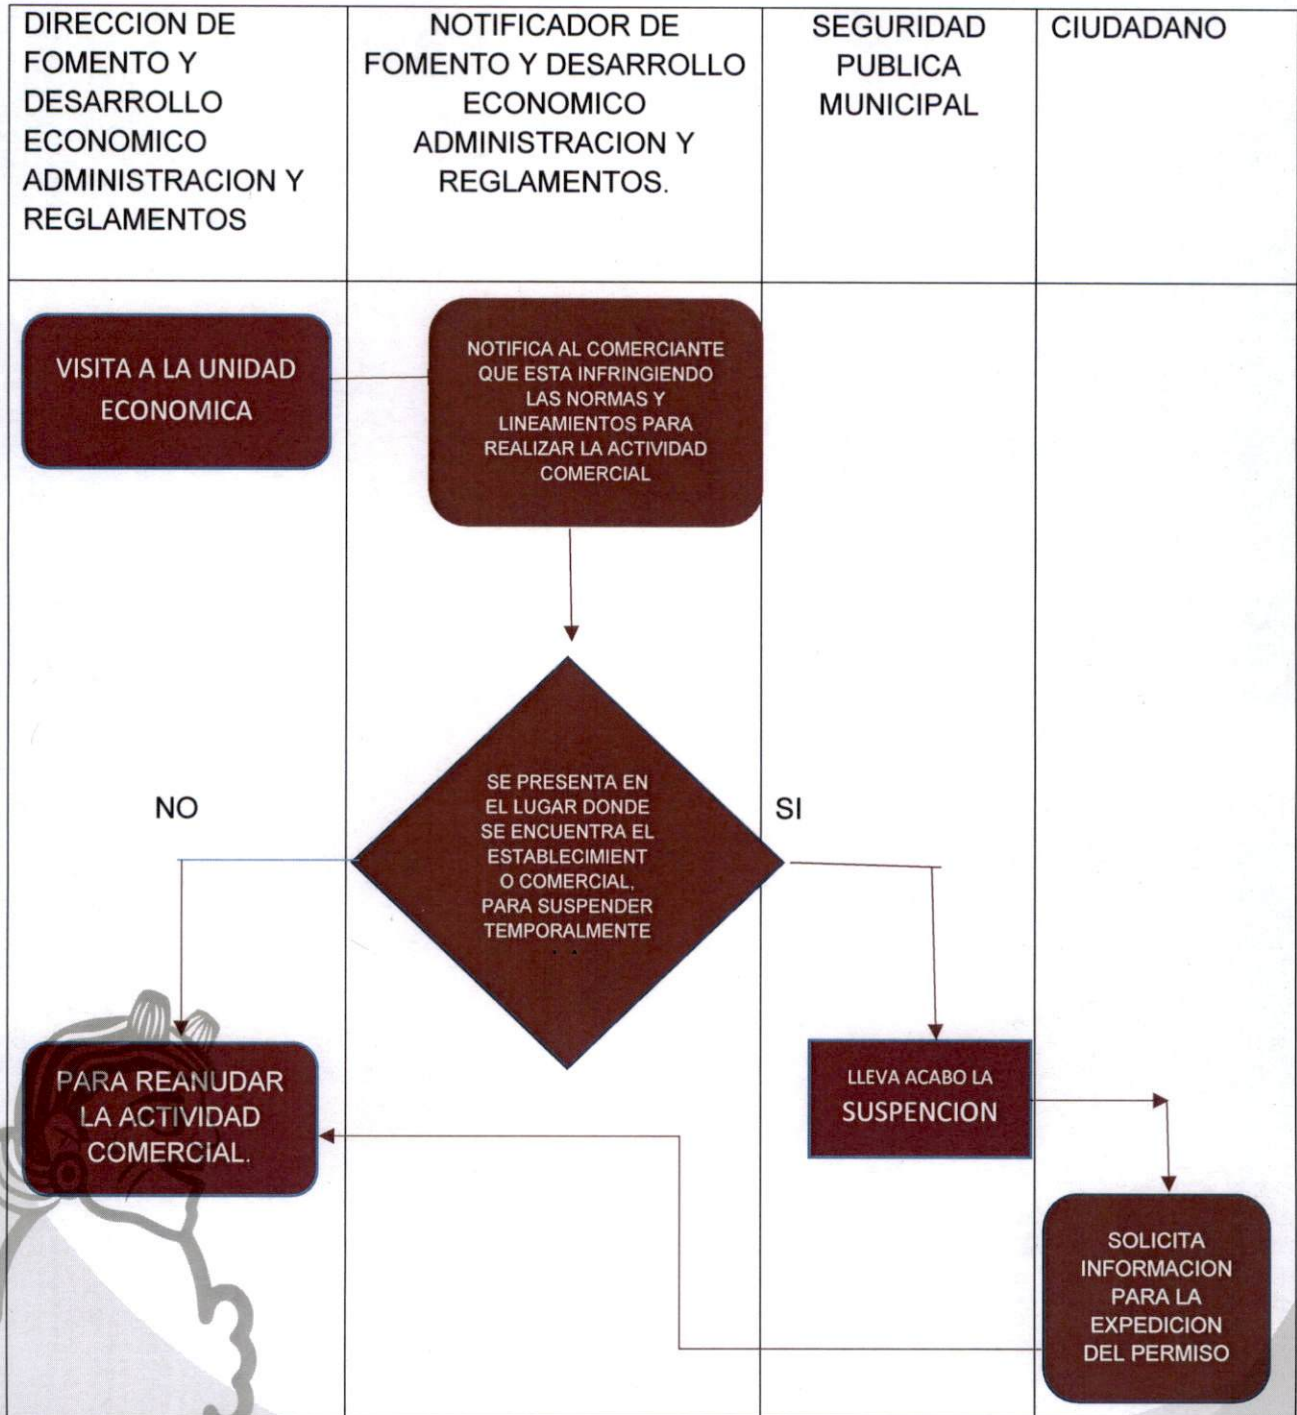 DIRECCION DE
FOMENTO Y
DESARROLLO
ECONOMICO
ADMINISTRACION Y
REGLAMENTOS
NOTIFICADOR DE
FOMENTO Y DESARROLLO
ECONOMICO
ADMINISTRACION Y
REGLAMENTOS.
SEGURIDAD
PUBLICA
MUNICIPAL
CIUDADANO
VISITA A LA UNIDAD
ECONOMICA
NOTIFICA AL COMERCIANTE
QUE ESTA INFRINGIENDO
LAS NORMAS Y
LINEAMIENTOS PARA
REALIZAR LA ACTIVIDAD
COMERCIAL
SE PRESENTA EN
EL LUGAR DONDE
SE ENCUENTRA EL
ESTABLECIMIENT
O COMERCIAL,
PARA SUSPENDER
TEMPORALMENTE
NO
SI
PARA REANUDAR
LA ACTIVIDAD
COMERCIAL.
LLEVA ACABO LA
SUSPENCION
SOLICITA
INFORMACION
PARA LA
EXPEDICION
DEL PERMISO